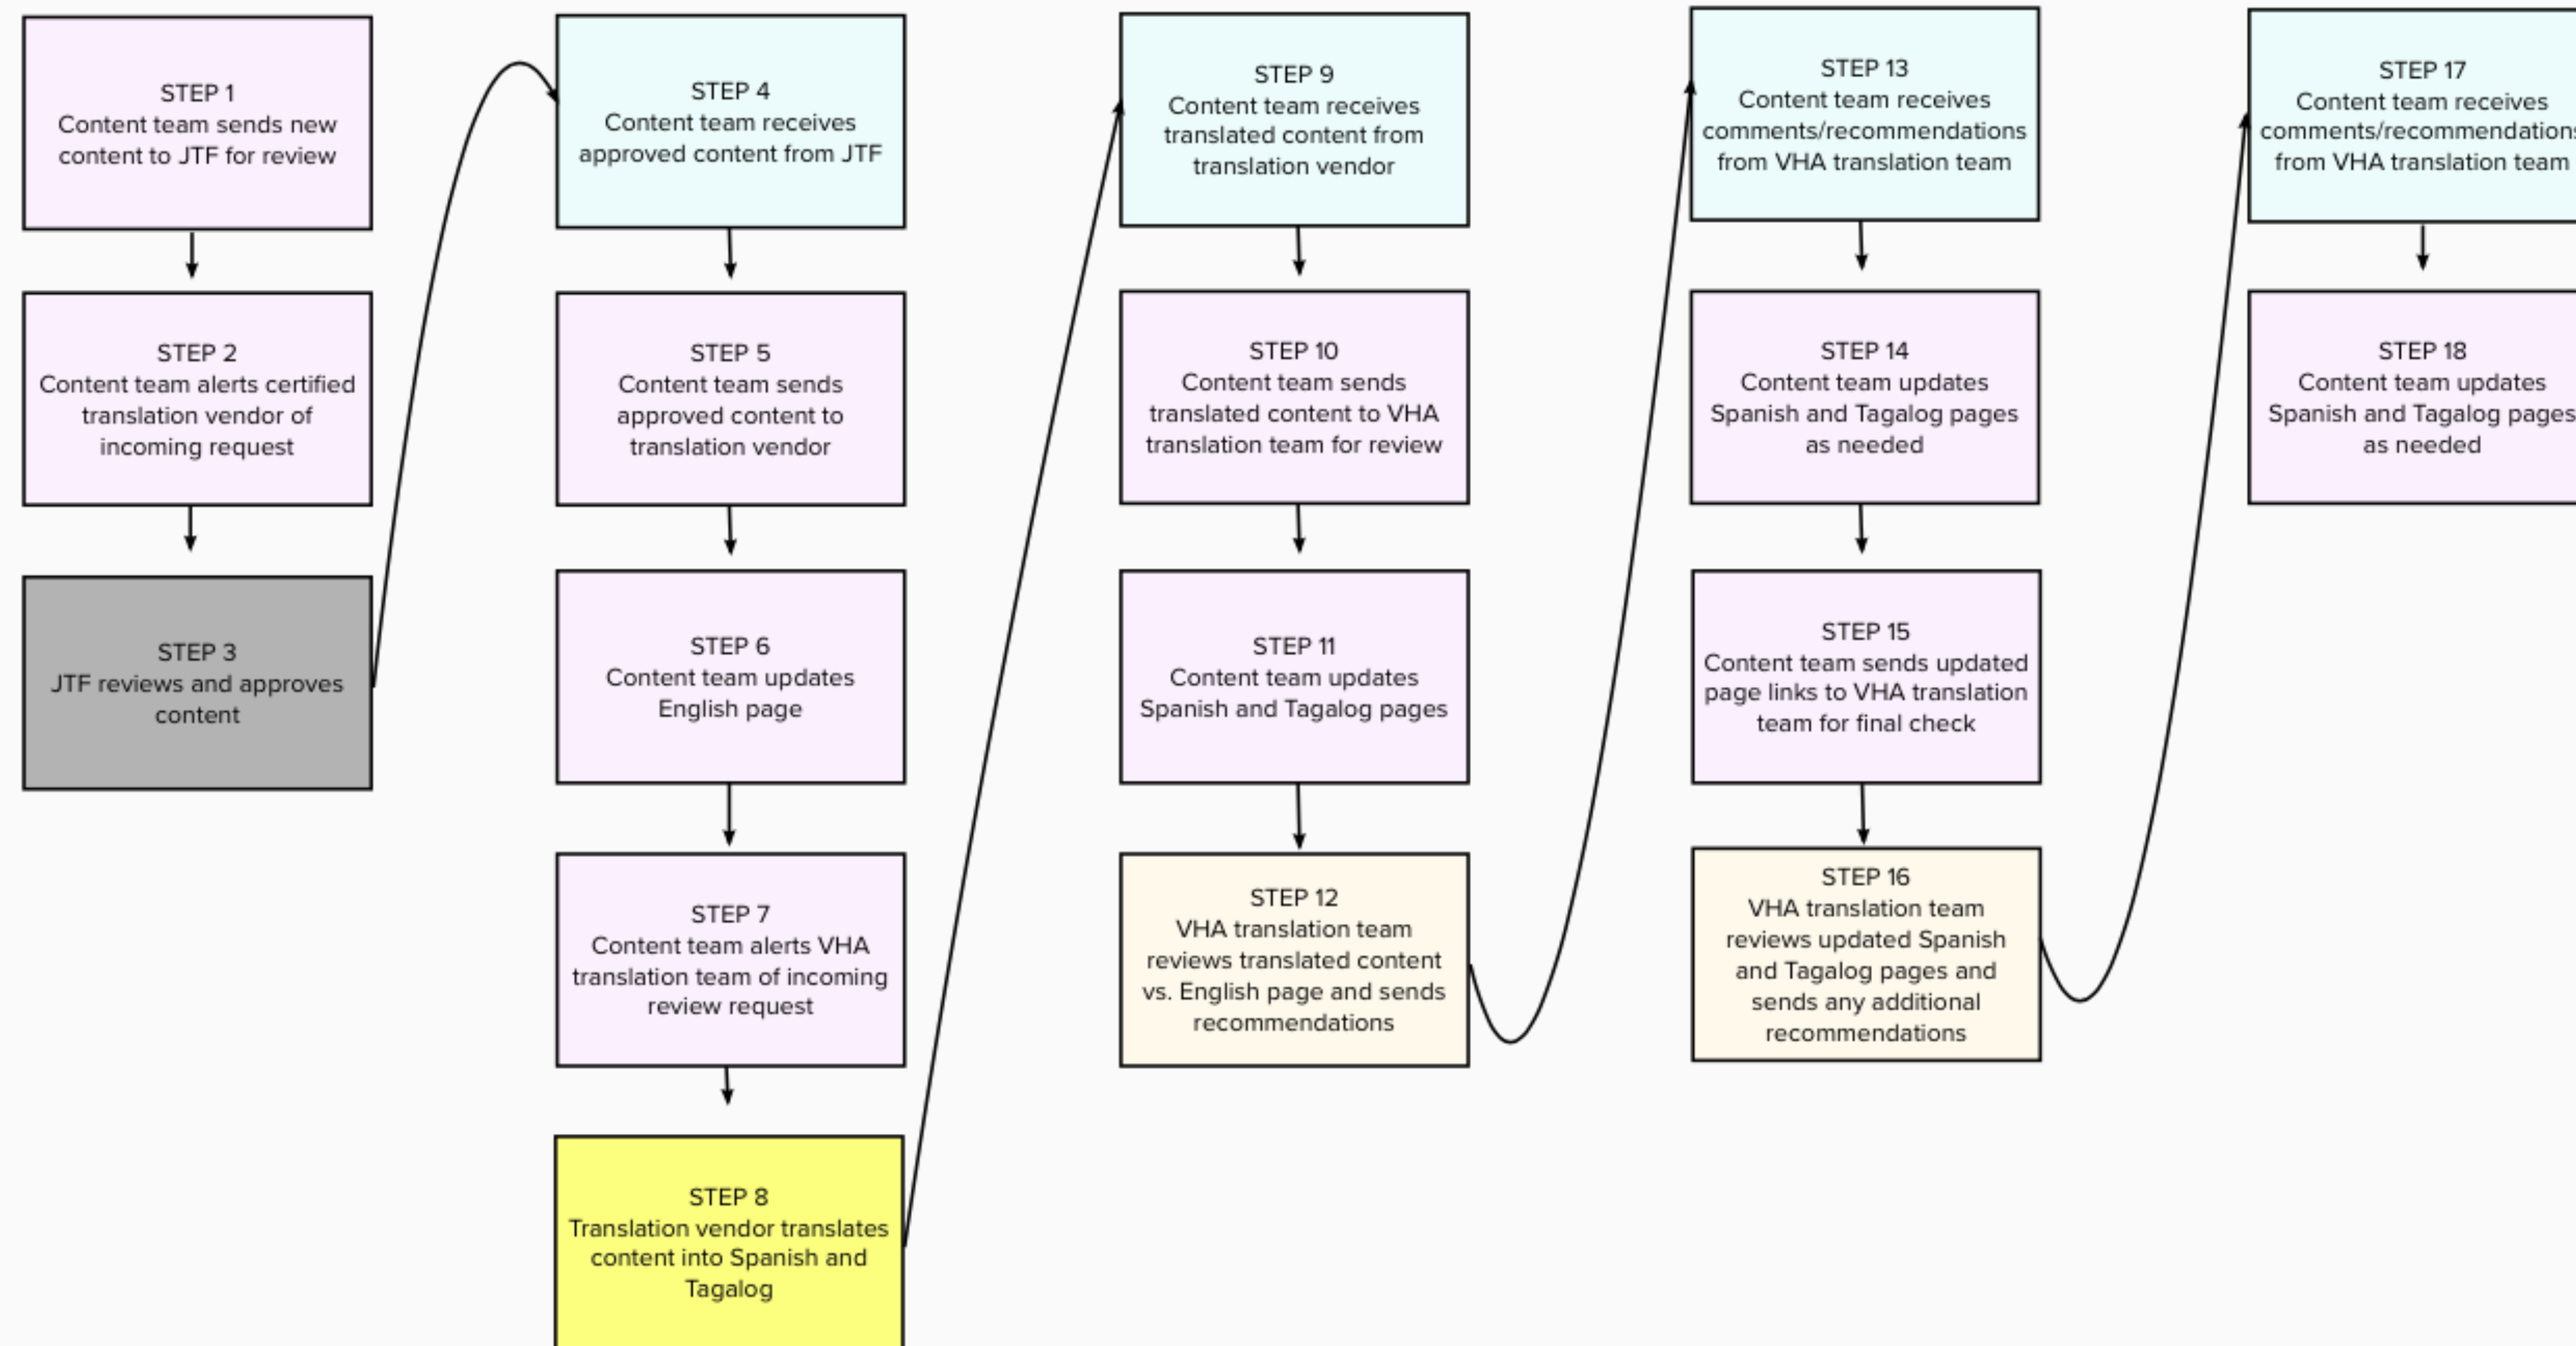 STEP 1
Content team sends new
content to JTF for review
STEP 2
Content team alerts certified
translation vendor of
incoming request
STEP 3
JTF reviews and approves
content
STEP 4
Content team receives
approved content from JTF
STEP 5
Content team sends
approved content to
translation vendor
STEP 6
Content team updates
English page
STEP 7
Content team alerts VHA
translation team of incoming
review request
STEP 8
Translation vendor translates
content into Spanish and
Tagalog
STEP 9
Content team receives
translated content from
translation vendor
STEP 10
Content team sends
translated content to VHA
translation team for review
STEP 11
Content team updates
Spanish and Tagalog pages
STEP 12
VHA translation team
reviews translated content
vs. English page and sends
recommendations
STEP 13
Content team receives
comments/recommendations
from VHA translation team
STEP 14
Content team updates
Spanish and Tagalog pages
as needed
STEP 15
Content team sends updated
page links to VHA translation
team for final check
STEP 16
VHA translation team
reviews updated Spanish
and Tagalog pages and
sends any additional
recommendations
STEP 17
Content team receives
comments/recommendations
from VHA translation team
STEP 18
Content team updates
Spanish and Tagalog pages
as needed